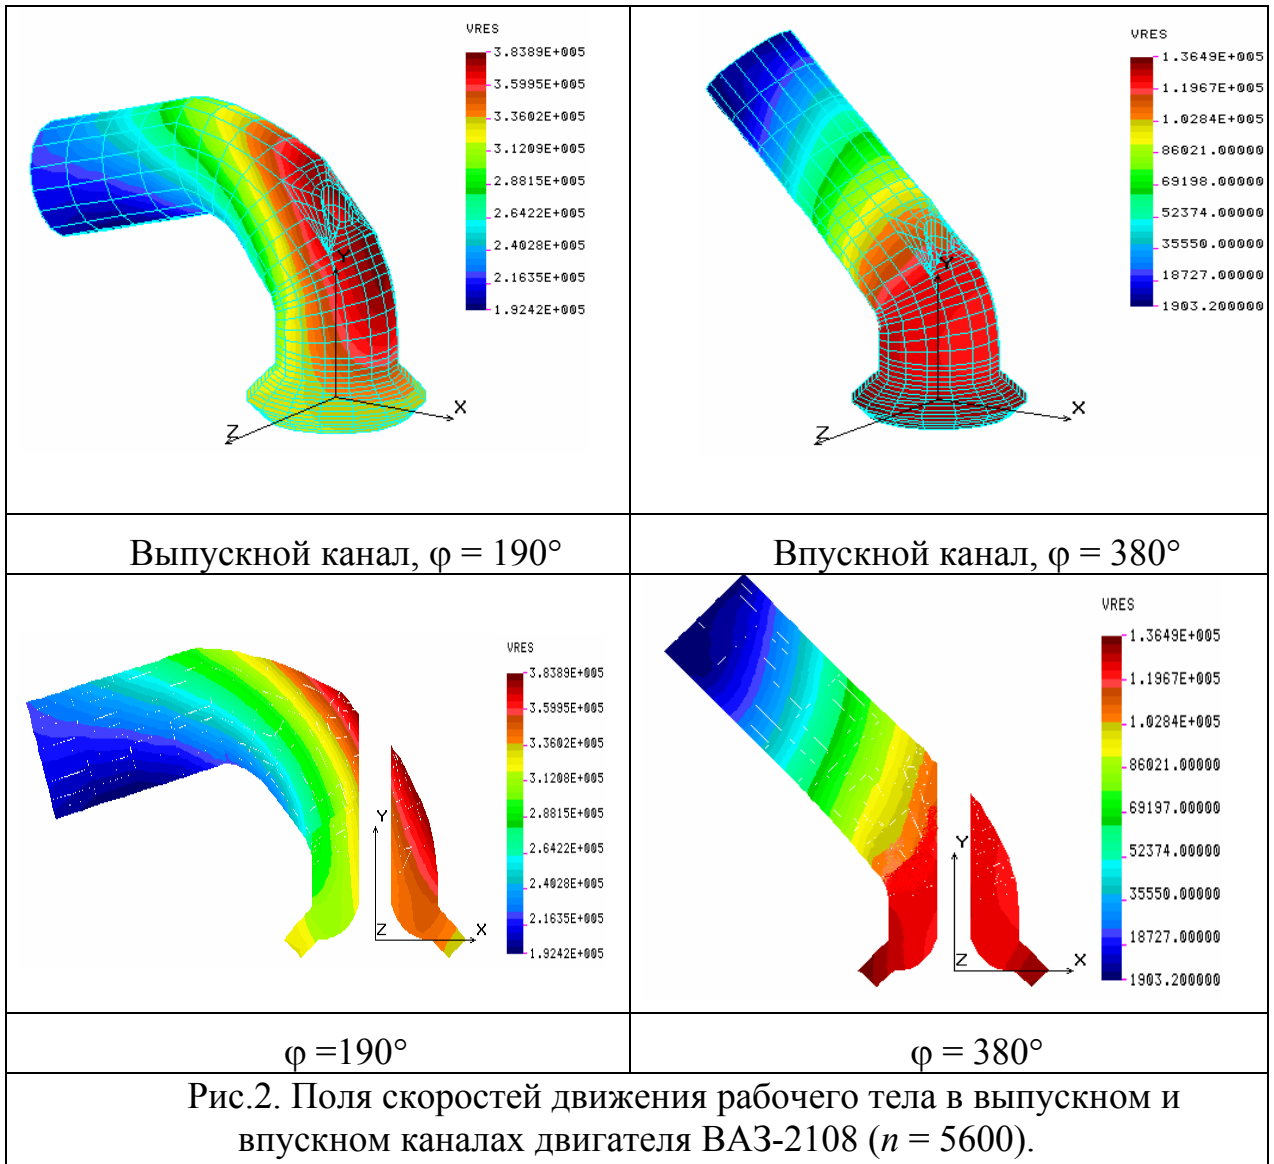 VRES
3.8389E+005
3.5995E+005
3.3602E+005
3.1209E+005
2.8815E+005
2.6422E+005
2.4028E+005
2.1635E+005
1.9242E+005
Y
X
Z
VRES
1.3649E+005
1.1967E+005
1.0284E+005
86021.00000
69198.00000
52374.00000
35550.00000
18727.00000
1903.200000
Y
X
Z
Выпускной канал, φ = 190°
Впускной канал, φ = 380°
VRES
3.8389E+005
3.5995E+005
3.3602E+005
3.1208E+005
2.8815E+005
2.6422E+005
2.4028E+005
2.1635E+005
1.9242E+005
Y
Z
X
VRES
1.3649E+005
1.1967E+005
1.0284E+005
86021.00000
69197.00000
52374.00000
35550.00000
18727.00000
1903.200000
Y
Z
X
φ =190°
φ = 380°
Рис.2. Поля скоростей движения рабочего тела в выпускном и
впускном каналах двигателя ВАЗ-2108 (n = 5600).